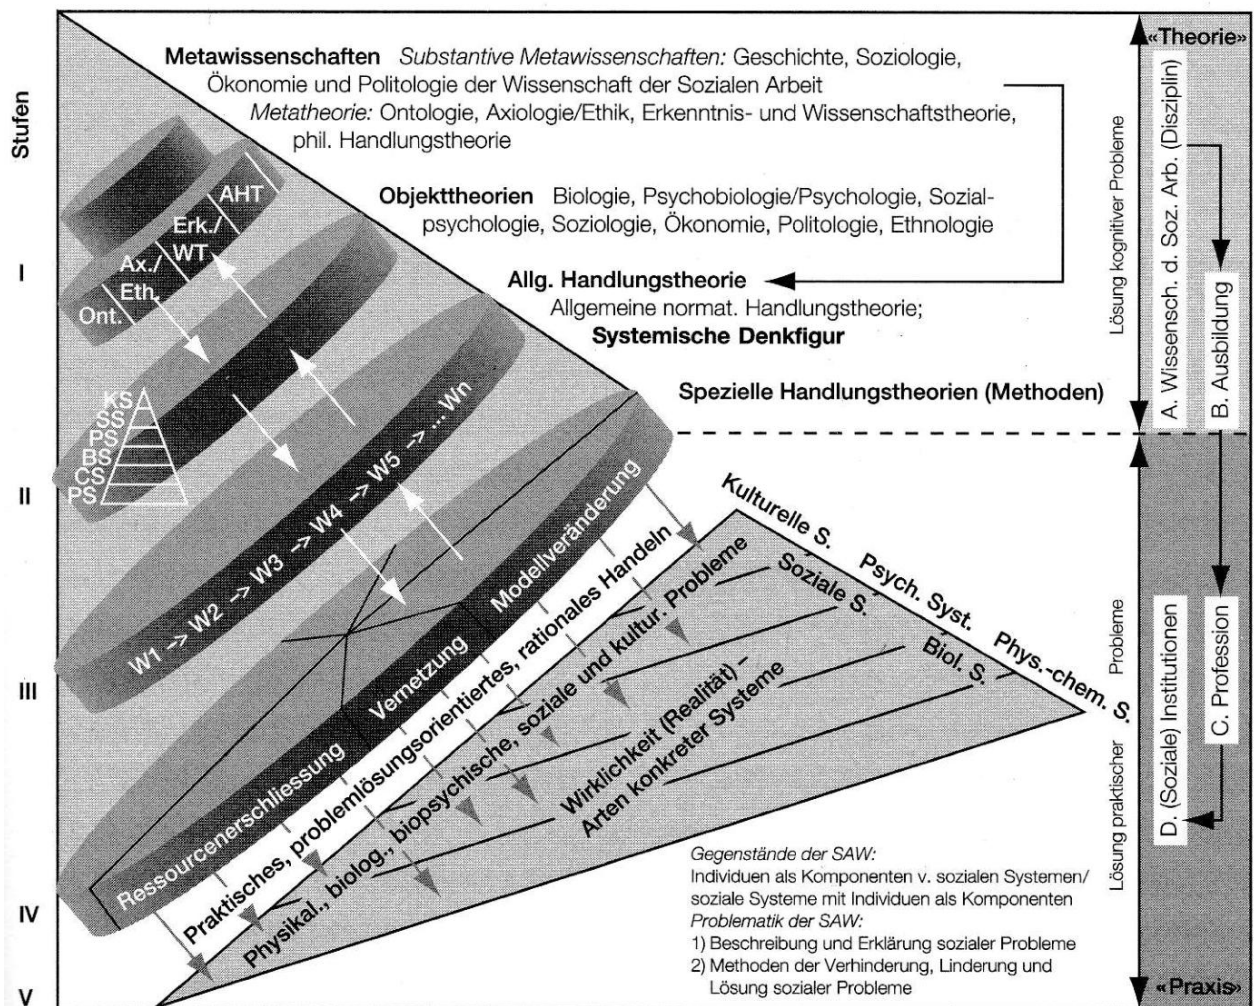 Stufen
I
II
III
IV
V
Metawissenschaften Substantive Metawissenschaften: Geschichte, Soziologie,
Ökonomie und Politologie der Wissenschaft der Sozialen Arbeit
Metatheorie: Ontologie, Axiologie/Ethik, Erkenntnis- und Wissenschaftstheorie,
phil. Handlungstheorie
Objekttheorien Biologie, Psychobiologie/Psychologie, Sozial-
psychologie, Soziologie, Ökonomie, Politologie, Ethnologie
Allg. Handlungstheorie
Allgemeine normat. Handlungstheorie;
Systemische Denkfigur
Spezielle Handlungstheorien (Methoden)
Ont.
Ax./
Eth.
Erk./
WT
AHT
KS
SS
PS
BS
CS
PS
W1 -> W2 -> W3 -> W4 -> W5 -> ... Wn
Ressourcenerschliessung
Vernetzung
Modellveränderung
Praktisches, problemlösungsorientiertes, rationales Handeln
Physikal., biolog., biopsychische, soziale und kultur. Probleme
Wirklichkeit (Realität) –
Arten konkreter Systeme
Kulturelle S.
Soziale S.
Psych. Syst.
Biol. S.
Phys.-chem. S.
Gegenstände der SAW:
Individuen als Komponenten v. sozialen Systemen/
soziale Systeme mit Individuen als Komponenten
Problematik der SAW:
1) Beschreibung und Erklärung sozialer Probleme
2) Methoden der Verhinderung, Linderung und
Lösung sozialer Probleme
«Theorie»
Lösung kognitiver Probleme
A. Wissensch. d. Soz. Arb. (Disziplin)
B. Ausbildung
Lösung praktischer Probleme
D. (Soziale) Institutionen
C. Profession
«Praxis»